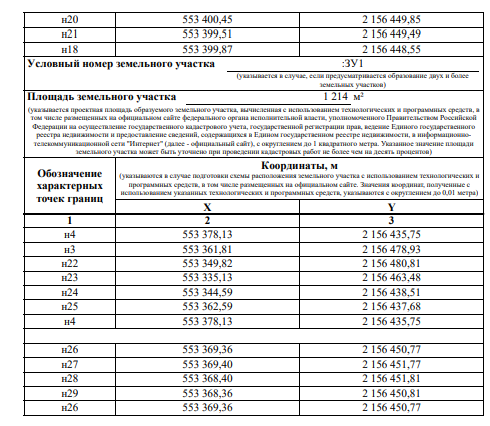 н20 553 400,45 2 156 449,85
н21 553 399,51 2 156 449,49
н18 553 399,87 2 156 448,55
Условный номер земельного участка :ЗУ1
(указывается в случае, если предусматривается образование двух и более
земельных участков)
Площадь земельного участка 1 214 м²
(указывается проектная площадь образуемого земельного участка, вычисленная с использованием технологических и программных средств, в
том числе размещенных на официальном сайте федерального органа исполнительной власти, уполномоченного Правительством Российской
Федерации на осуществление государственного кадастрового учета, государственной регистрации прав, ведение Единого государственного
реестра недвижимости и предоставление сведений, содержащихся в Едином государственном реестре недвижимости, в информационно-
телекоммуникационной сети "Интернет" (далее - официальный сайт), с округлением до 1 квадратного метра. Указанное значение площади
земельного участка может быть уточнено при проведении кадастровых работ не более чем на десять процентов)
Обозначение
характерных
точек границ
Координаты, м
(указываются в случае подготовки схемы расположения земельного участка с использованием технологических и
программных средств, в том числе размещенных на официальном сайте. Значения координат, полученные с
использованием указанных технологических и программных средств, указываются с округлением до 0,01 метра)
X Y
1 2 3
н4 553 378,13 2 156 435,75
н3 553 361,81 2 156 478,93
н22 553 349,82 2 156 480,81
н23 553 335,13 2 156 463,48
н24 553 344,59 2 156 438,51
н25 553 362,59 2 156 437,68
н4 553 378,13 2 156 435,75
н26 553 369,36 2 156 450,77
н27 553 369,40 2 156 451,77
н28 553 368,40 2 156 451,81
н29 553 368,36 2 156 450,81
н26 553 369,36 2 156 450,77